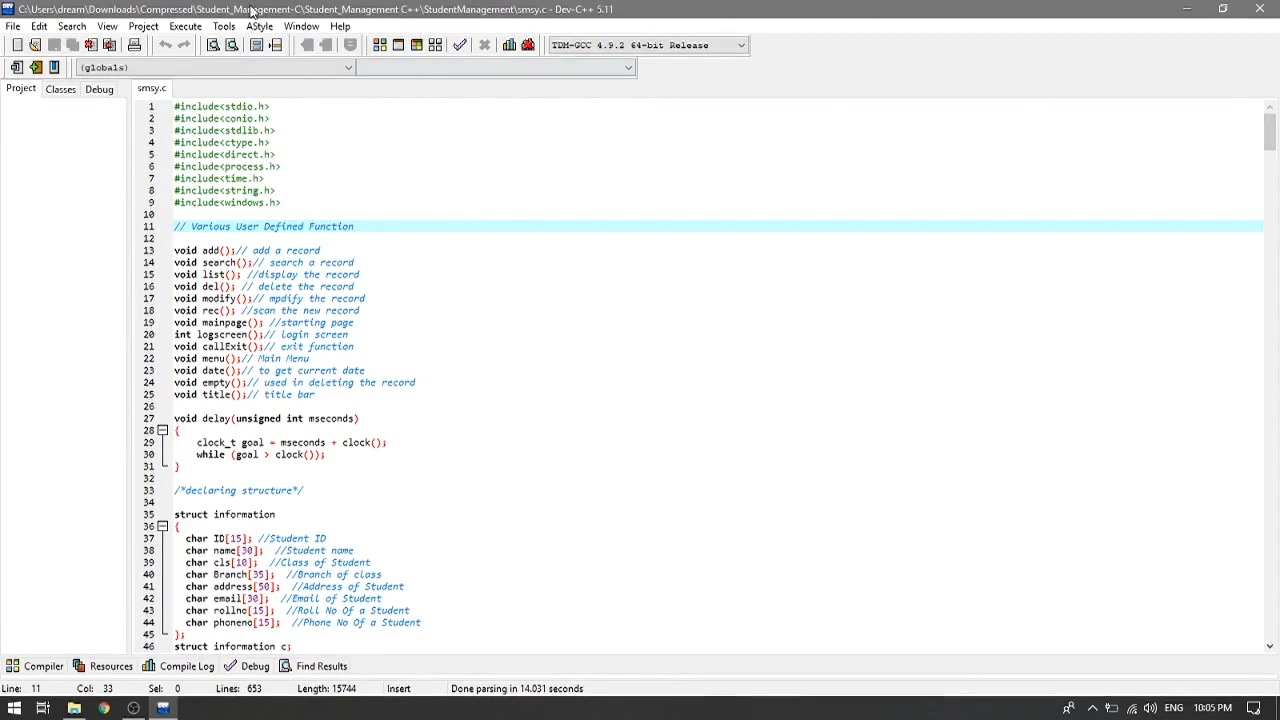 C:\Users\dream\Downloads\Compressed\Student_Management-C\Student_Management C++\StudentManagement\smsy.c - Dev-C++ 5.11
File Edit Search View Project Execute Tools AStyle Window Help
TDM-GCC 4.9.2 64-bit Release
(globals)
Project Classes Debug smsy.c
1 #include<stdio.h>
2 #include<conio.h>
3 #include<stdlib.h>
4 #include<ctype.h>
5 #include<direct.h>
6 #include<process.h>
7 #include<time.h>
8 #include<string.h>
9 #include<windows.h>
10
11 // Various User Defined Function
12
13 void add();// add a record
14 void search();// search a record
15 void list(); //display the record
16 void del(); // delete the record
17 void modify();// mpdify the record
18 void rec(); //scan the new record
19 void mainpage(); //starting page
20 int logscreen();// login screen
21 void callExit();// exit function
22 void menu();// Main Menu
23 void date();// to get current date
24 void empty();// used in deleting the record
25 void title();// title bar
26
27 void delay(unsigned int mseconds)
28 {
29 clock_t goal = mseconds + clock();
30 while (goal > clock());
31 }
32
33 /*declaring structure*/
34
35 struct information
36 {
37 char ID[15]; //Student ID
38 char name[30]; //Student name
39 char cls[10]; //Class of Student
40 char Branch[35]; //Branch of class
41 char address[50]; //Address of Student
42 char email[30]; //Email of Student
43 char rollno[15]; //Roll No Of a Student
44 char phoneno[15]; //Phone No Of a Student
45 };
46 struct information c;
Compiler Resources Compile Log Debug Find Results
Line: 11 Col: 33 Sel: 0 Lines: 653 Length: 15744 Insert Done parsing in 14.031 seconds
ENG 10:05 PM